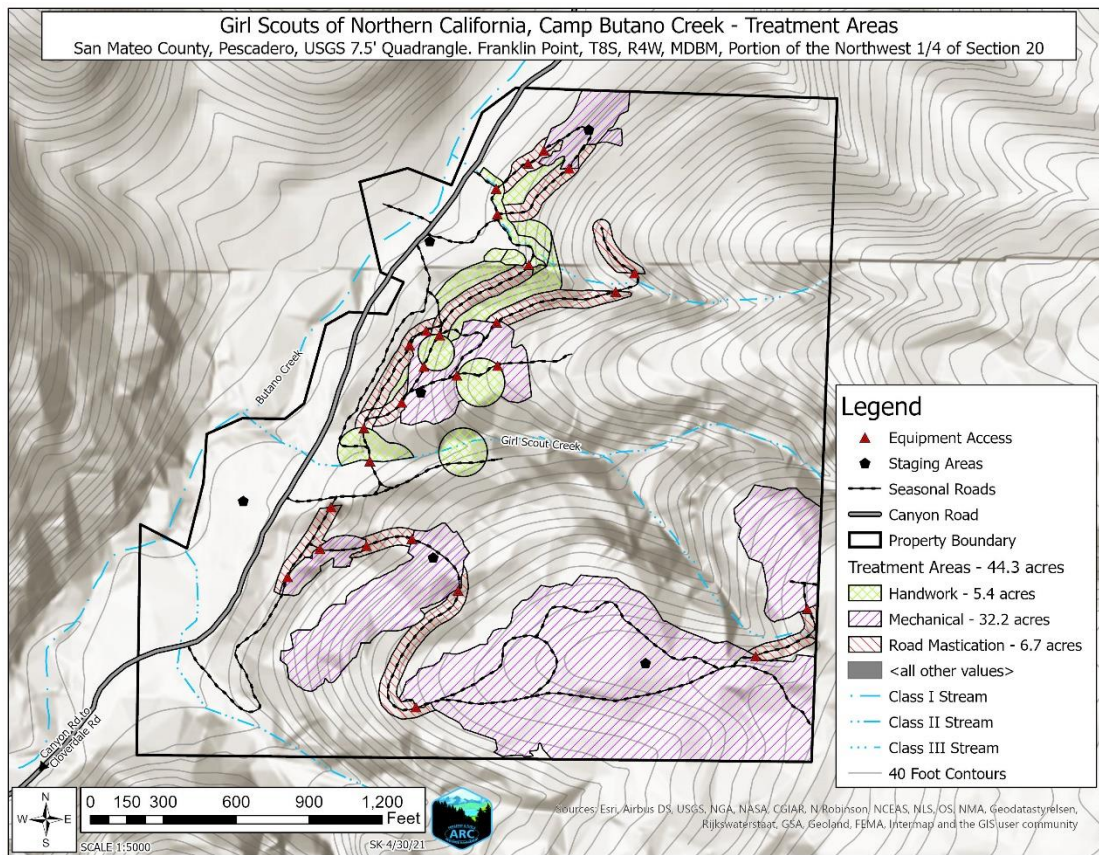 Girl Scouts of Northern California, Camp Butano Creek - Treatment Areas
San Mateo County, Pescadero, USGS 7.5' Quadrangle. Franklin Point, T8S, R4W, MDBM, Portion of the Northwest 1/4 of Section 20
Butano Creek
Girl Scout Creek
Canyon Rd to
Cloverdale Rd
Legend
Equipment Access
Staging Areas
Seasonal Roads
Canyon Road
Property Boundary
Treatment Areas - 44.3 acres
Handwork - 5.4 acres
Mechanical - 32.2 acres
Road Mastication - 6.7 acres
<all other values>
Class I Stream
Class II Stream
Class III Stream
40 Foot Contours
N
W E
S
0 150 300 600 900 1,200
Feet
SCALE 1:5000
SK-4/30/21
ARC
Sources: Esri, Airbus DS, USGS, NGA, NASA, CGIAR, N Robinson, NCEAS, NLS, OS, NMA, Geodatastyrelsen,
Rijkswaterstaat, GSA, Geoland, FEMA, Intermap and the GIS user community